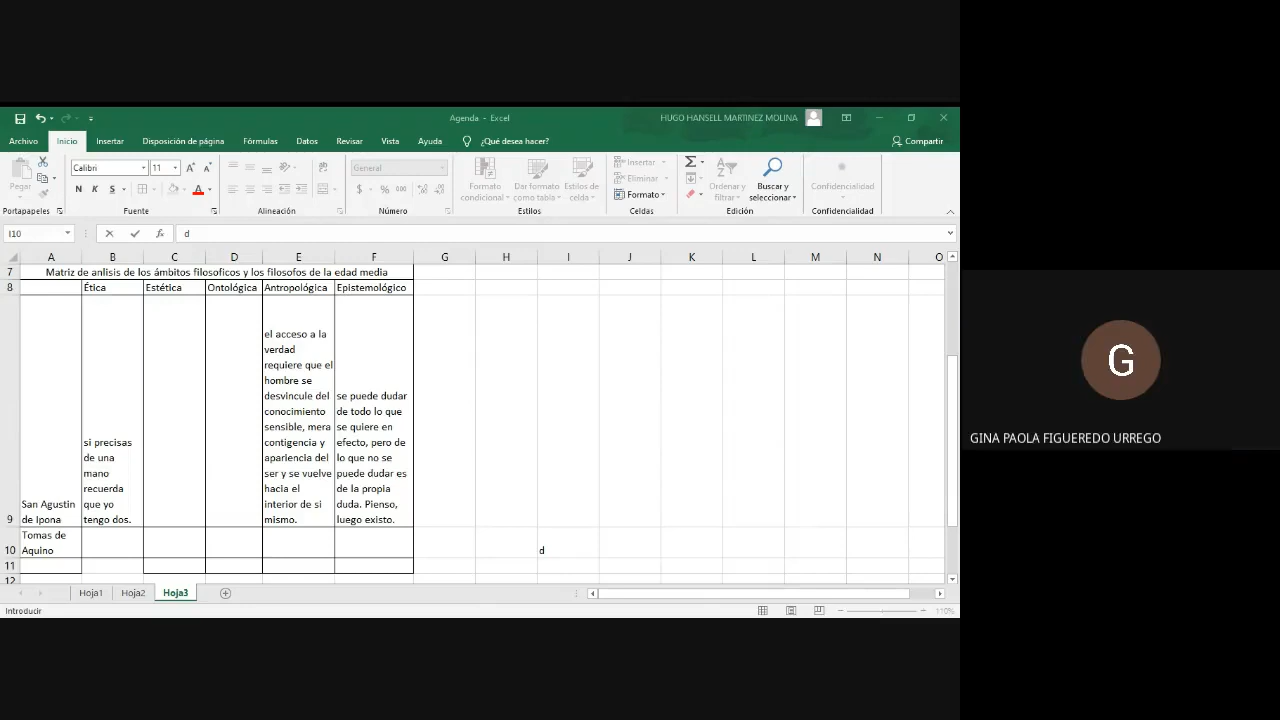 Agenda - Excel
HUGO HANSELL MARTINEZ MOLINA
Archivo Inicio Insertar Disposición de página Fórmulas Datos Revisar Vista Ayuda ¿Qué desea hacer? Compartir
Pegar
Calibri 11
N K S
General
$ % 000
Formato condicional
Dar formato como tabla
Estilos de celda
Insertar
Eliminar
Formato
Ordenar y filtrar
Buscar y seleccionar
Confidencialidad
Portapapeles Fuente Alineación Número Estilos Celdas Edición Confidencialidad
I10 fx d
A B C D E F G H I J K L M N O
7 Matriz de anlisis de los ámbitos filosoficos y los filosofos de la edad media
8 Ética Estética Ontológica Antropológica Epistemológico
9
San Agustin
de Ipona
si precisas
de una
mano
recuerda
que yo
tengo dos.
el acceso a la
verdad
requiere que el
hombre se
desvincule del
conocimiento
sensible, mera
contigencia y
apariencia del
ser y se vuelve
hacia el
interior de si
mismo.
se puede dudar
de todo lo que
se quiere en
efecto, pero de
lo que no se
puede dudar es
de la propia
duda. Pienso,
luego existo.
10
Tomas de
Aquino
d
11
12
Hoja1 Hoja2 Hoja3
Introducir
110%
G
GINA PAOLA FIGUEREDO URREGO